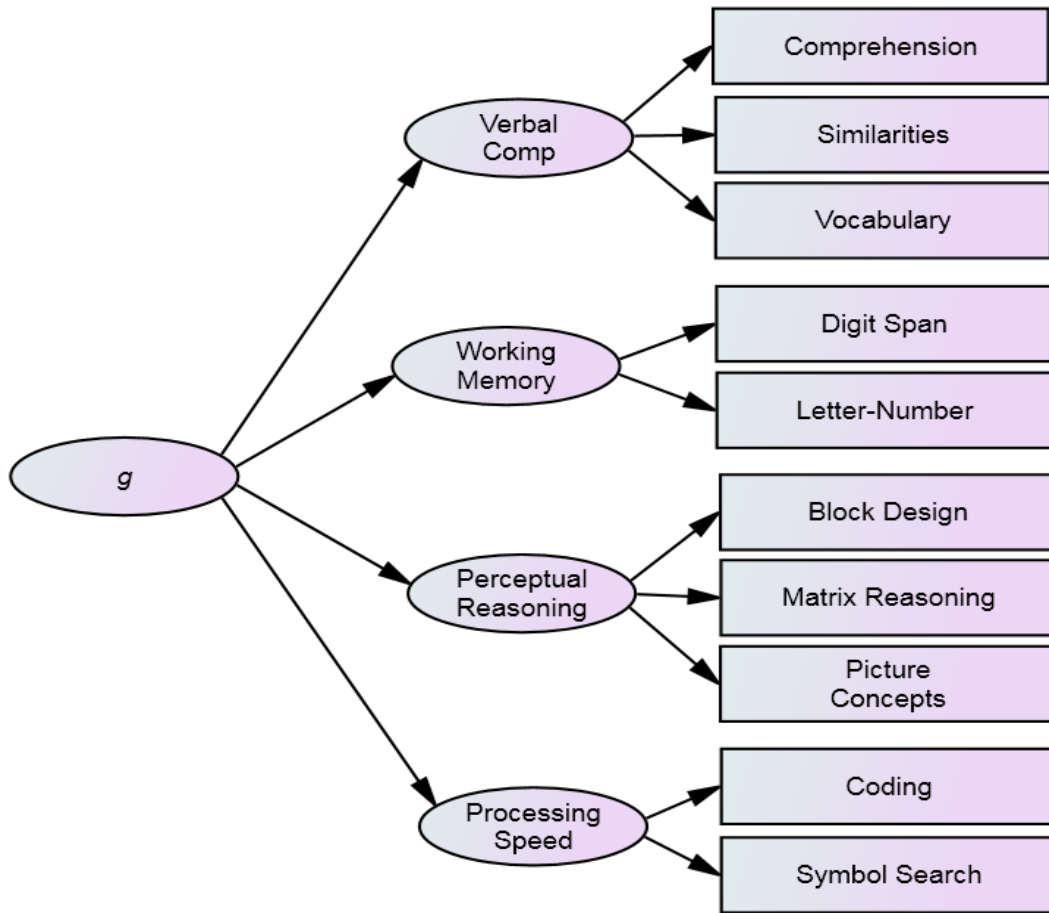 Comprehension
Verbal
Comp
Similarities
Vocabulary
Digit Span
Working
Memory
Letter-Number
g
Block Design
Perceptual
Reasoning
Matrix Reasoning
Picture
Concepts
Coding
Processing
Speed
Symbol Search